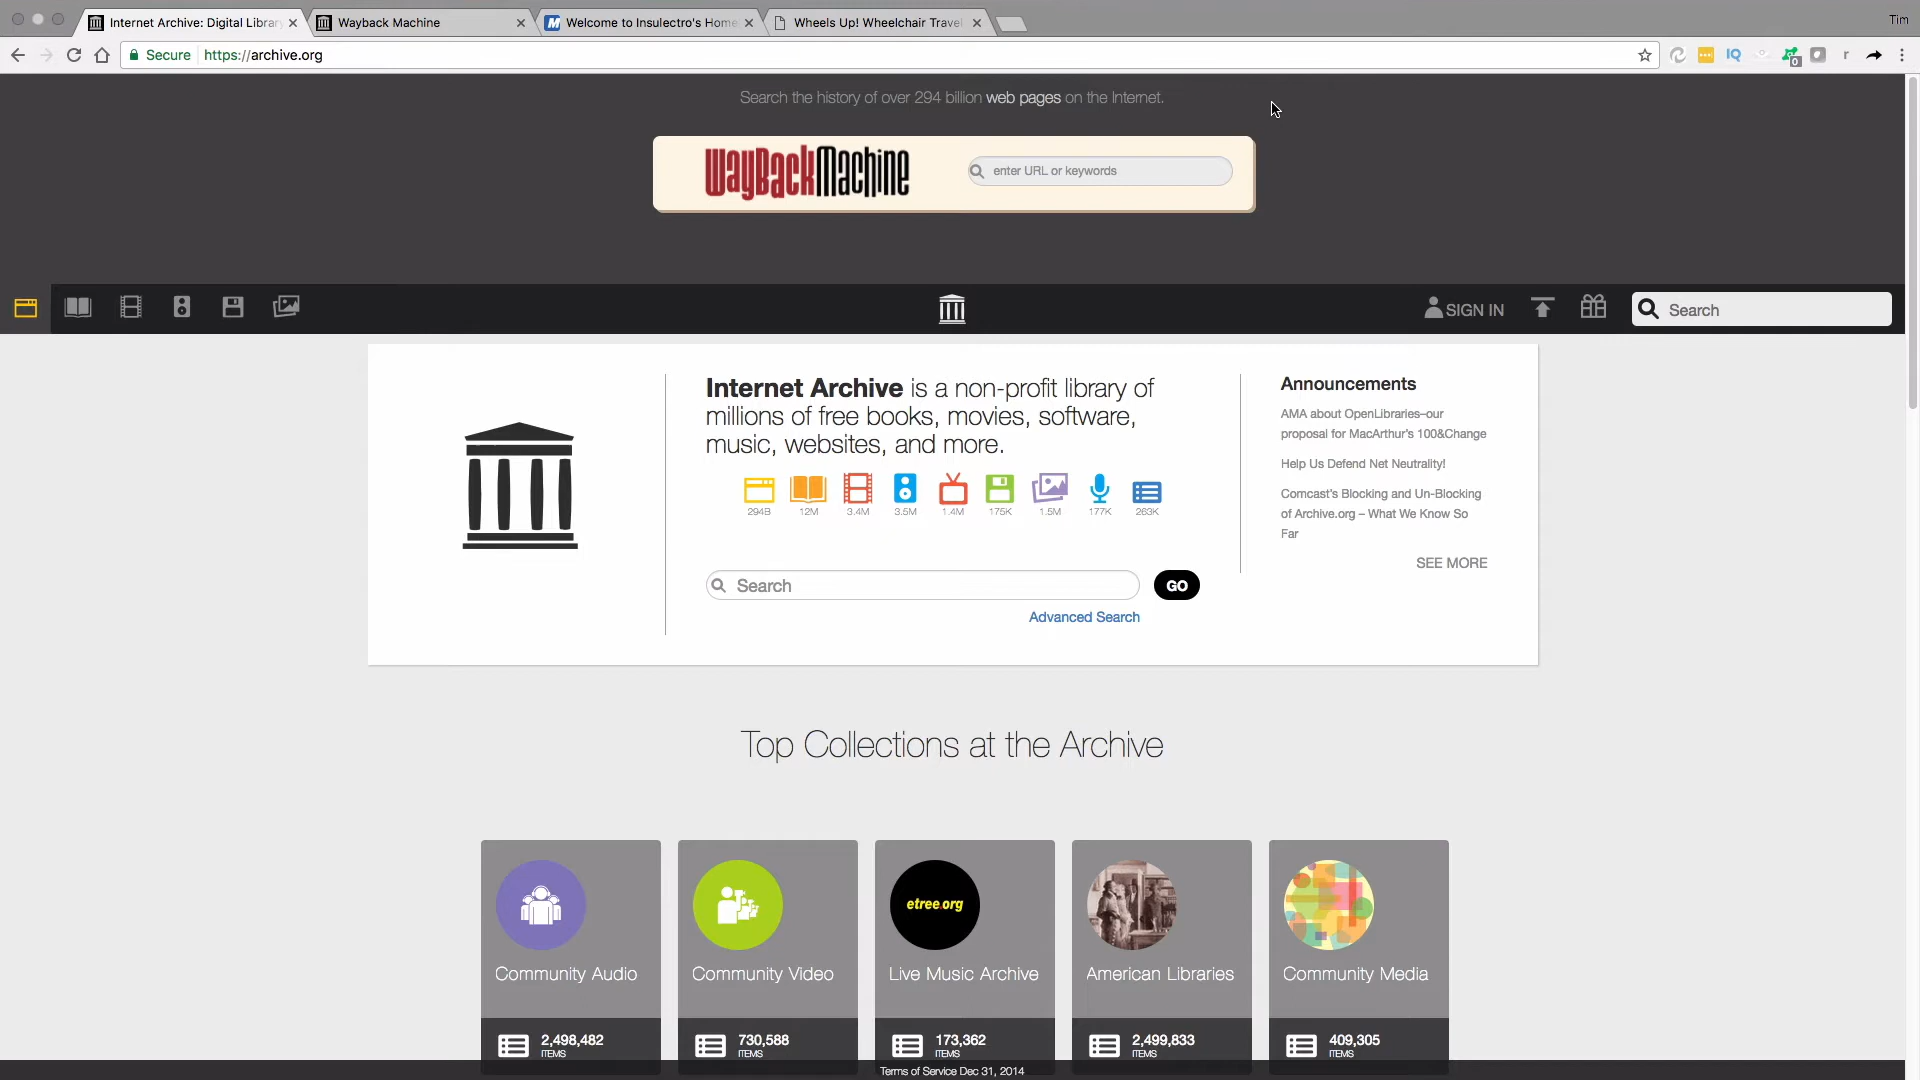 Internet Archive: Digital Library
Wayback Machine
Welcome to Insulectro's Home
Wheels Up! Wheelchair Travel
Tim
Secure
https://archive.org
IQ
0
r
Search the history of over 294 billion web pages on the Internet.
WayBackMachine
enter URL or keywords
SIGN IN
Search
Internet Archive is a non-profit library of
millions of free books, movies, software,
music, websites, and more.
294B 12M 3.4M 3.5M 1.4M 175K 1.5M 177K 263K
Search
GO
Advanced Search
Announcements
AMA about OpenLibraries–our
proposal for MacArthur's 100&Change
Help Us Defend Net Neutrality!
Comcast's Blocking and Un-Blocking
of Archive.org – What We Know So
Far
SEE MORE
Top Collections at the Archive
etree.org
Community Audio
Community Video
Live Music Archive
American Libraries
Community Media
2,498,482
ITEMS
730,588
ITEMS
173,362
ITEMS
2,499,833
ITEMS
409,305
ITEMS
Terms of Service Dec 31, 2014